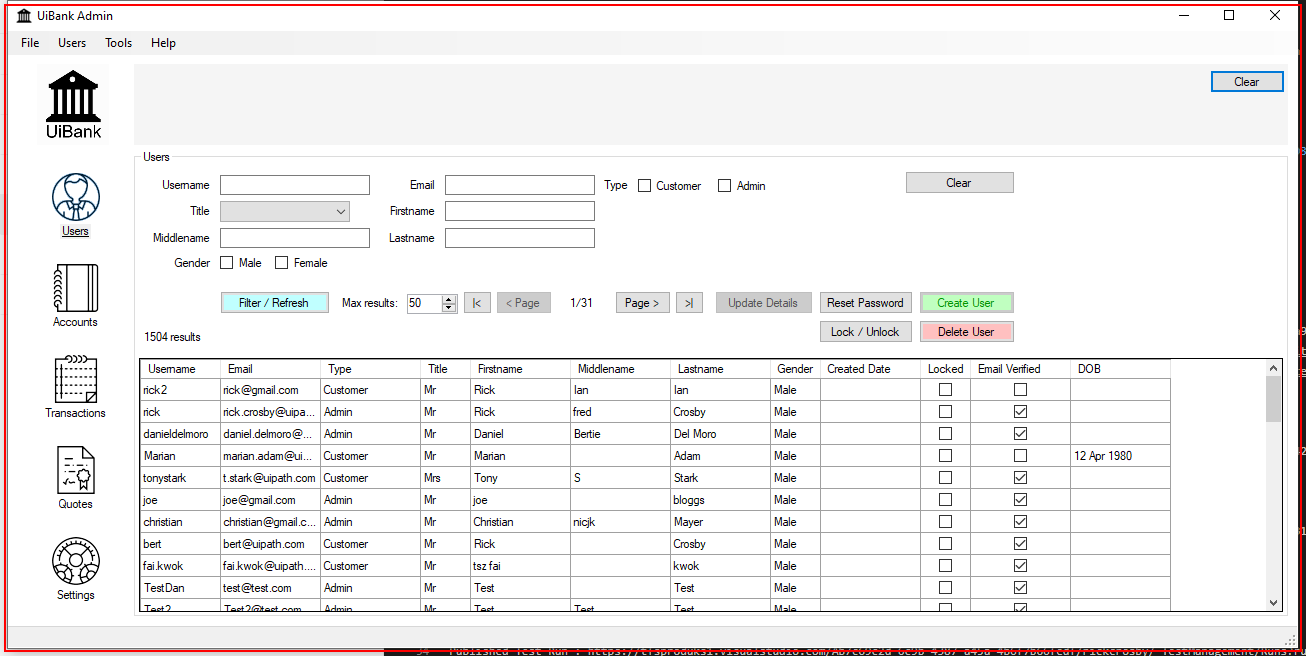 UiBank Admin
File Users Tools Help
Clear
UiBank
Users
Username Email Type Customer Admin Clear
Title Firstname
Middlename Lastname
Gender Male Female
Filter / Refresh Max results: 50 |< < Page 1/31 Page > >| Update Details Reset Password Create User
Lock / Unlock Delete User
1504 results
Users
Accounts
Transactions
Quotes
Settings
Username Email Type Title Firstname Middlename Lastname Gender Created Date Locked Email Verified DOB
rick2 rick@gmail.com Customer Mr Rick Ian Ian Male
rick rick.crosby@uipa... Admin Mr Rick fred Crosby Male
danieldelmoro daniel.delmoro@... Admin Mr Daniel Bertie Del Moro Male
Marian marian.adam@ui... Customer Mr Marian Adam Male 12 Apr 1980
tonystark t.stark@uipath.com Customer Mrs Tony S Stark Male
joe joe@gmail.com Admin Mr joe bloggs Male
christian christian@gmail.c... Admin Mr Christian nicjk Mayer Male
bert bert@uipath.com Customer Mr Rick Crosby Male
fai.kwok fai.kwok@uipath.... Customer Mr tsz fai kwok Male
TestDan test@test.com Admin Mr Test Test Male
Test2 Test2@test.com Admin Mr Test Test Test Male